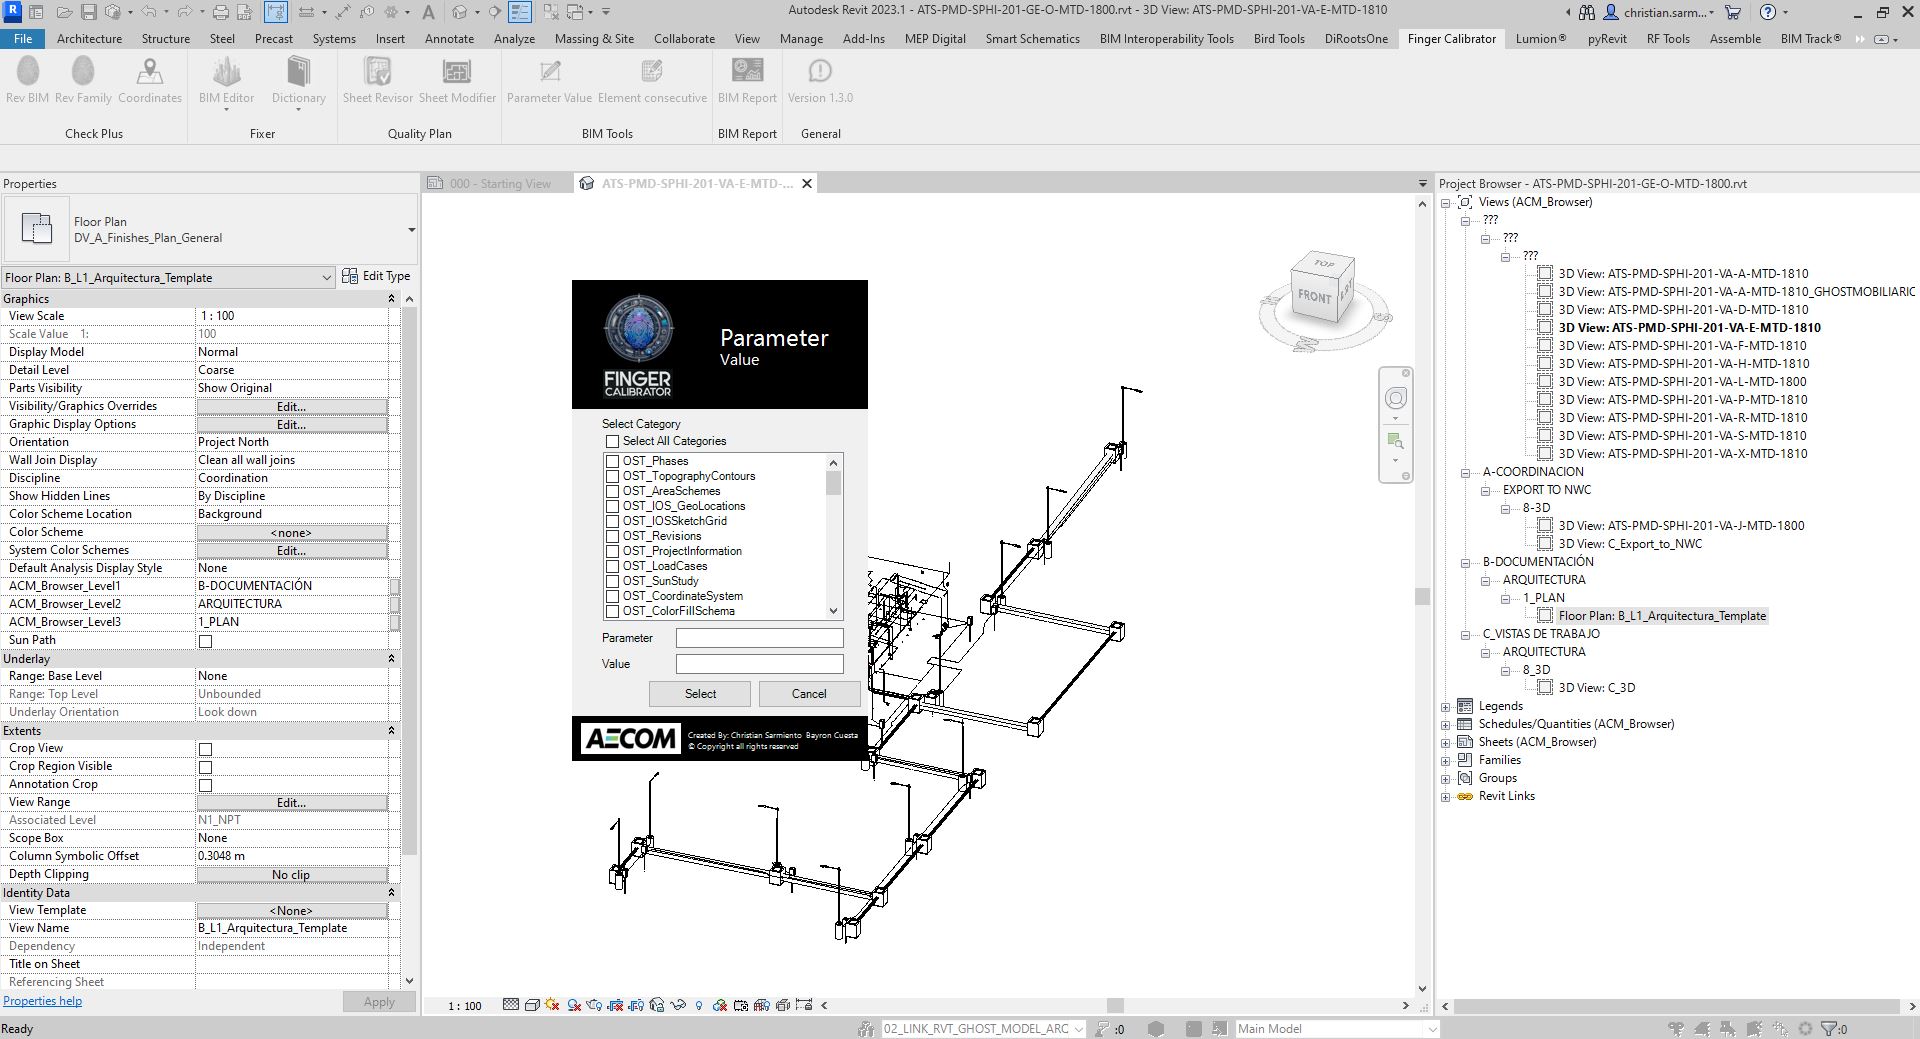 Autodesk Revit 2023.1 - ATS-PMD-SPHI-201-GE-O-MTD-1800.rvt - 3D View: ATS-PMD-SPHI-201-VA-E-MTD-1810
christian.sarm...
File Architecture Structure Steel Precast Systems Insert Annotate Analyze Massing & Site Collaborate View Manage Add-Ins MEP Digital Smart Schematics BIM Interoperability Tools Bird Tools DiRootsOne Finger Calibrator Lumion® pyRevit RF Tools Assemble BIM Track®
Rev BIM Rev Family Coordinates BIM Editor Dictionary Sheet Revisor Sheet Modifier Parameter Value Element consecutive BIM Report Version 1.3.0
Check Plus Fixer Quality Plan BIM Tools BIM Report General
Properties
Floor Plan
DV_A_Finishes_Plan_General
Floor Plan: B_L1_Arquitectura_Template Edit Type
Graphics
View Scale 1 : 100
Scale Value 1: 100
Display Model Normal
Detail Level Coarse
Parts Visibility Show Original
Visibility/Graphics Overrides Edit...
Graphic Display Options Edit...
Orientation Project North
Wall Join Display Clean all wall joins
Discipline Coordination
Show Hidden Lines By Discipline
Color Scheme Location Background
Color Scheme <none>
System Color Schemes Edit...
Default Analysis Display Style None
ACM_Browser_Level1 B-DOCUMENTACIÓN
ACM_Browser_Level2 ARQUITECTURA
ACM_Browser_Level3 1_PLAN
Sun Path
Underlay
Range: Base Level None
Range: Top Level Unbounded
Underlay Orientation Look down
Extents
Crop View
Crop Region Visible
Annotation Crop
View Range Edit...
Associated Level N1_NPT
Scope Box None
Column Symbolic Offset 0.3048 m
Depth Clipping No clip
Identity Data
View Template <None>
View Name B_L1_Arquitectura_Template
Dependency Independent
Title on Sheet
Referencing Sheet
Properties help Apply
Ready
000 - Starting View
ATS-PMD-SPHI-201-VA-E-MTD-...
TOP
FRONT
Parameter
Value
FINGER
CALIBRATOR
Select Category
Select All Categories
OST_Phases
OST_TopographyContours
OST_AreaSchemes
OST_IOS_GeoLocations
OST_IOSSketchGrid
OST_Revisions
OST_ProjectInformation
OST_LoadCases
OST_SunStudy
OST_CoordinateSystem
OST_ColorFillSchema
Parameter
Value
Select Cancel
AECOM
Created By: Christian Sarmiento Bayron Cuesta
© Copyright all rights reserved
1 : 100
02_LINK_RVT_GHOST_MODEL_ARQ :0 Main Model :0
Project Browser - ATS-PMD-SPHI-201-GE-O-MTD-1800.rvt
Views (ACM_Browser)
???
???
???
3D View: ATS-PMD-SPHI-201-VA-A-MTD-1810
3D View: ATS-PMD-SPHI-201-VA-A-MTD-1810_GHOSTMOBILIARIC
3D View: ATS-PMD-SPHI-201-VA-D-MTD-1810
3D View: ATS-PMD-SPHI-201-VA-E-MTD-1810
3D View: ATS-PMD-SPHI-201-VA-F-MTD-1810
3D View: ATS-PMD-SPHI-201-VA-H-MTD-1810
3D View: ATS-PMD-SPHI-201-VA-L-MTD-1800
3D View: ATS-PMD-SPHI-201-VA-P-MTD-1810
3D View: ATS-PMD-SPHI-201-VA-R-MTD-1810
3D View: ATS-PMD-SPHI-201-VA-S-MTD-1810
3D View: ATS-PMD-SPHI-201-VA-X-MTD-1810
A-COORDINACION
EXPORT TO NWC
8-3D
3D View: ATS-PMD-SPHI-201-VA-J-MTD-1800
3D View: C_Export_to_NWC
B-DOCUMENTACIÓN
ARQUITECTURA
1_PLAN
Floor Plan: B_L1_Arquitectura_Template
C_VISTAS DE TRABAJO
ARQUITECTURA
8_3D
3D View: C_3D
Legends
Schedules/Quantities (ACM_Browser)
Sheets (ACM_Browser)
Families
Groups
Revit Links